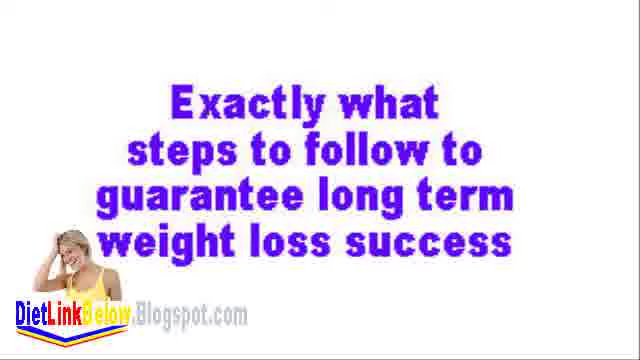 Exactly what
steps to follow to
guarantee long term
weight loss success
DietLinkBelow.Blogspot.com